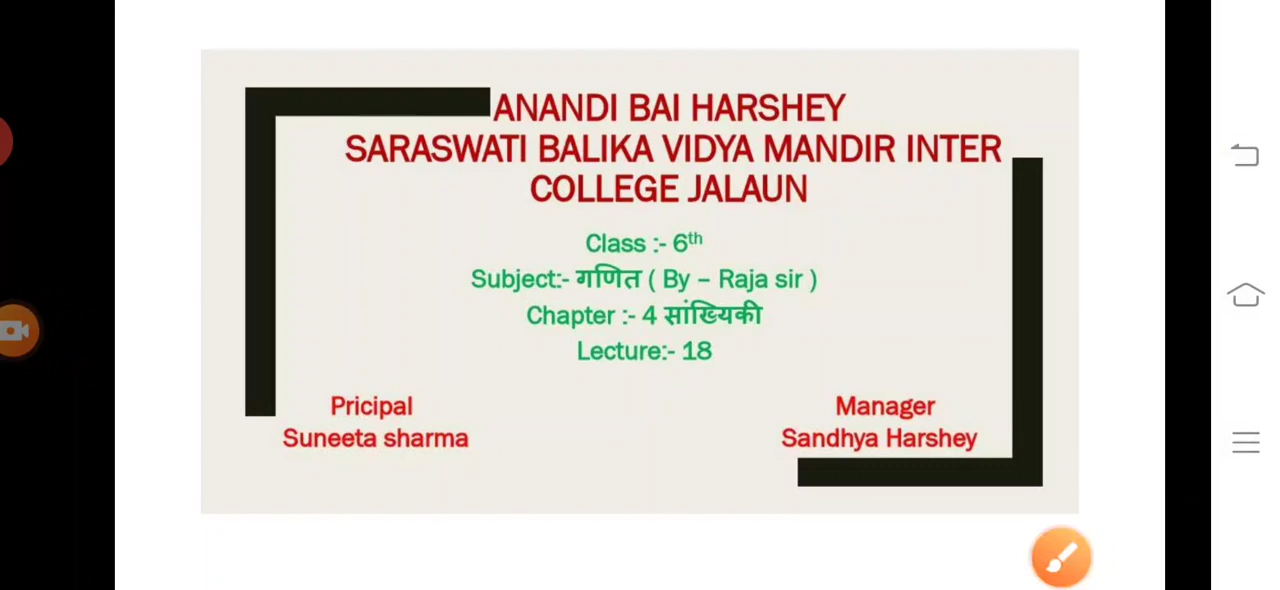 ANANDI BAI HARSHEY
SARASWATI BALIKA VIDYA MANDIR INTER
COLLEGE JALAUN
Class :- 6th
Subject:- गणित ( By – Raja sir )
Chapter :- 4 सांख्यिकी
Lecture:- 18
Pricipal
Suneeta sharma
Manager
Sandhya Harshey